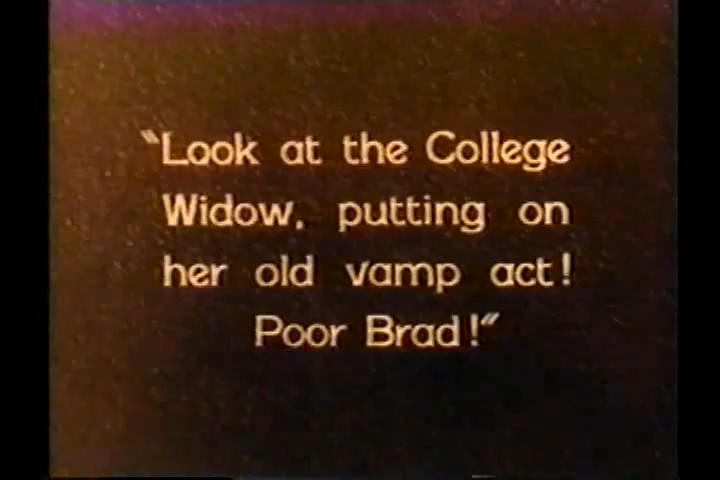 "Look at the College
Widow, putting on
her old vamp act!
Poor Brad!"